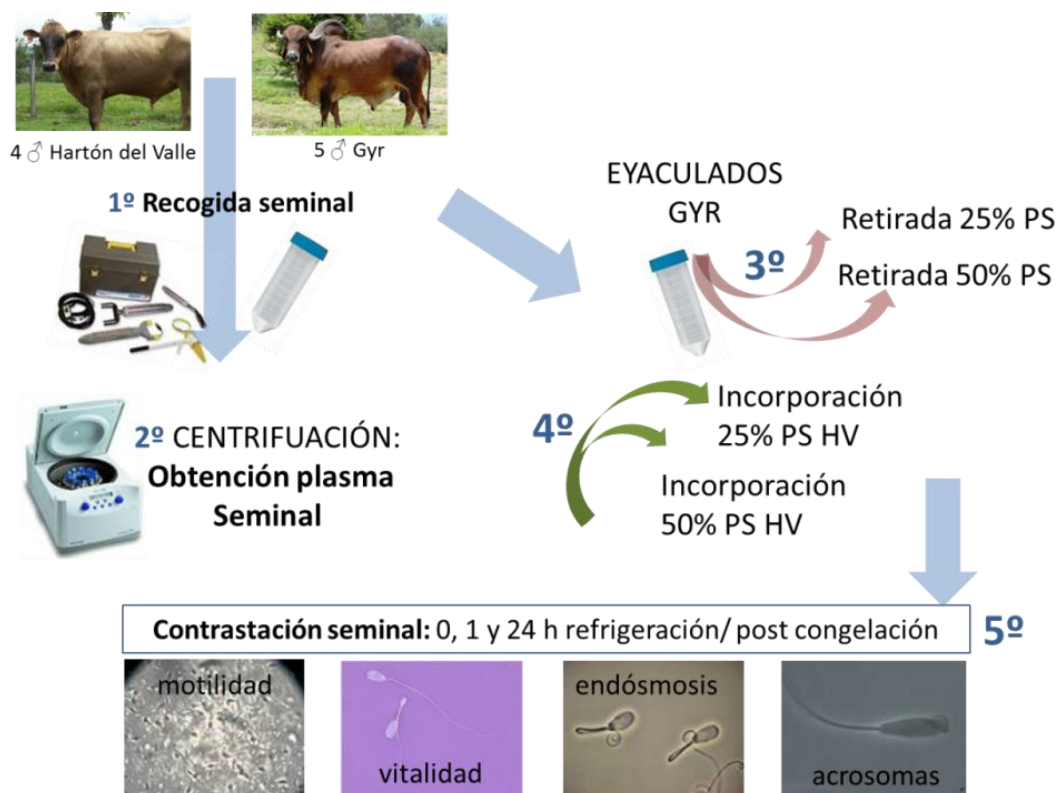 4 ♂ Hartón del Valle
5 ♂ Gyr
1º Recogida seminal
2º CENTRIFUACIÓN:
Obtención plasma
Seminal
EYACULADOS
GYR
3º
Retirada 25% PS
Retirada 50% PS
4º
Incorporación
25% PS HV
Incorporación
50% PS HV
Contrastación seminal: 0, 1 y 24 h refrigeración/ post congelación
5º
motilidad
vitalidad
endósmosis
acrosomas